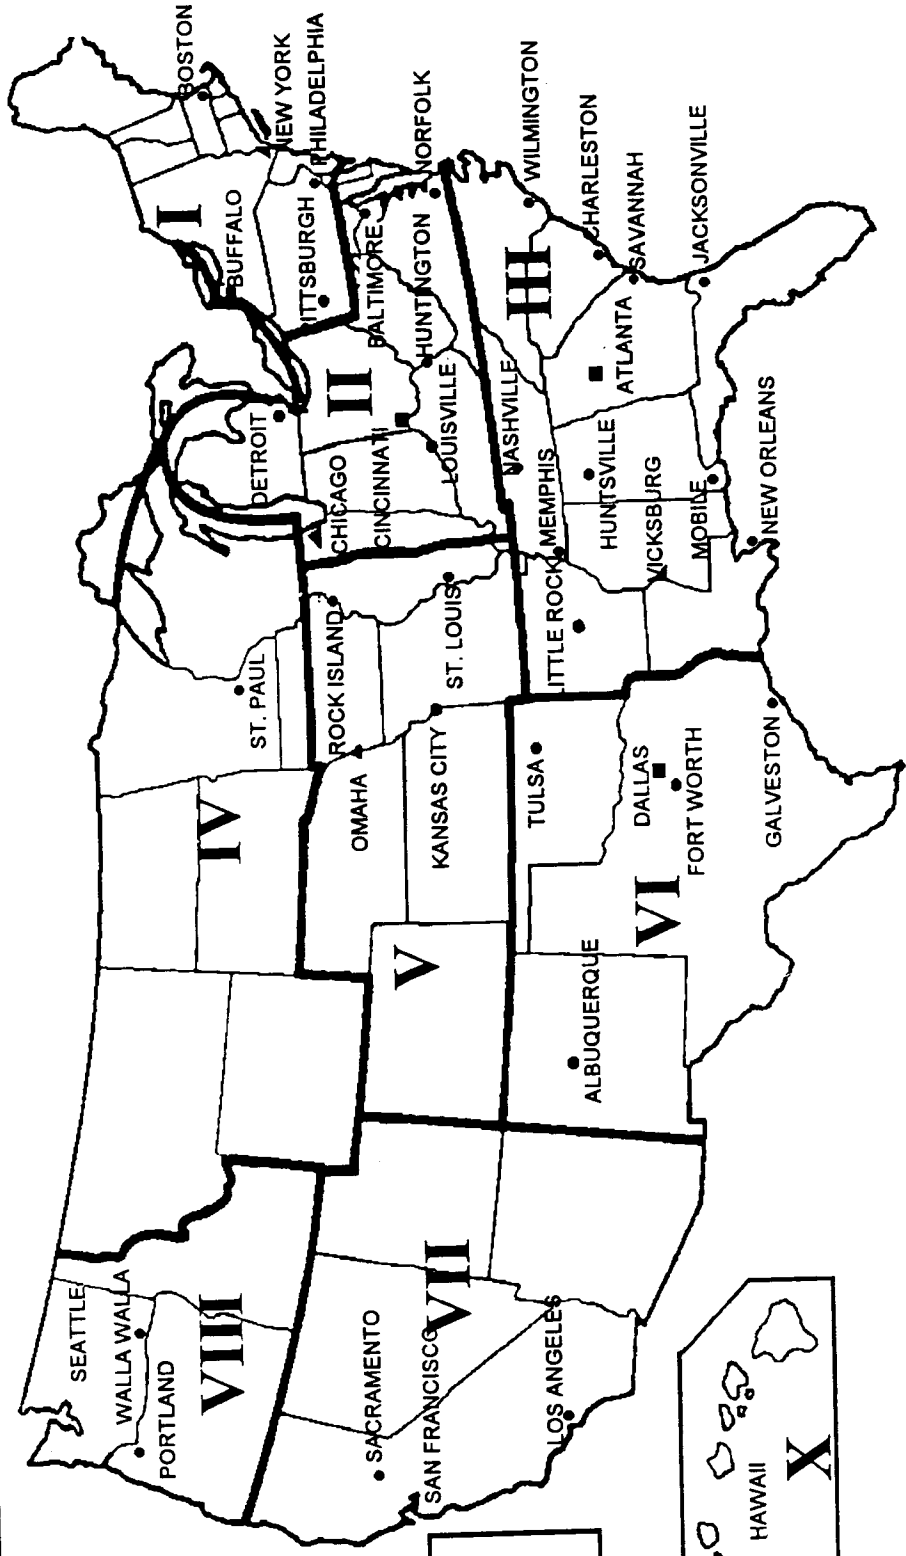 SEATTLE
WALLA WALLA
PORTLAND
VIII
SACRAMENTO
SAN FRANCISCO
VII
LOS ANGELES
HAWAII
X
IV
ST. PAUL
V
OMAHA
ROCK ISLAND
KANSAS CITY
ST. LOUIS
ALBUQUERQUE
VI
TULSA
DALLAS
FORT WORTH
GALVESTON
DETROIT
CHICAGO
CINCINNATI
II
LOUISVILLE
HUNTINGTON
BALTIMORE
NORFOLK
I
BUFFALO
PITTSBURGH
BOSTON
NEW YORK
PHILADELPHIA
NASHVILLE
MEMPHIS
LITTLE ROCK
HUNTSVILLE
VICKSBURG
MOBILE
NEW ORLEANS
III
ATLANTA
WILMINGTON
CHARLESTON
SAVANNAH
JACKSONVILLE